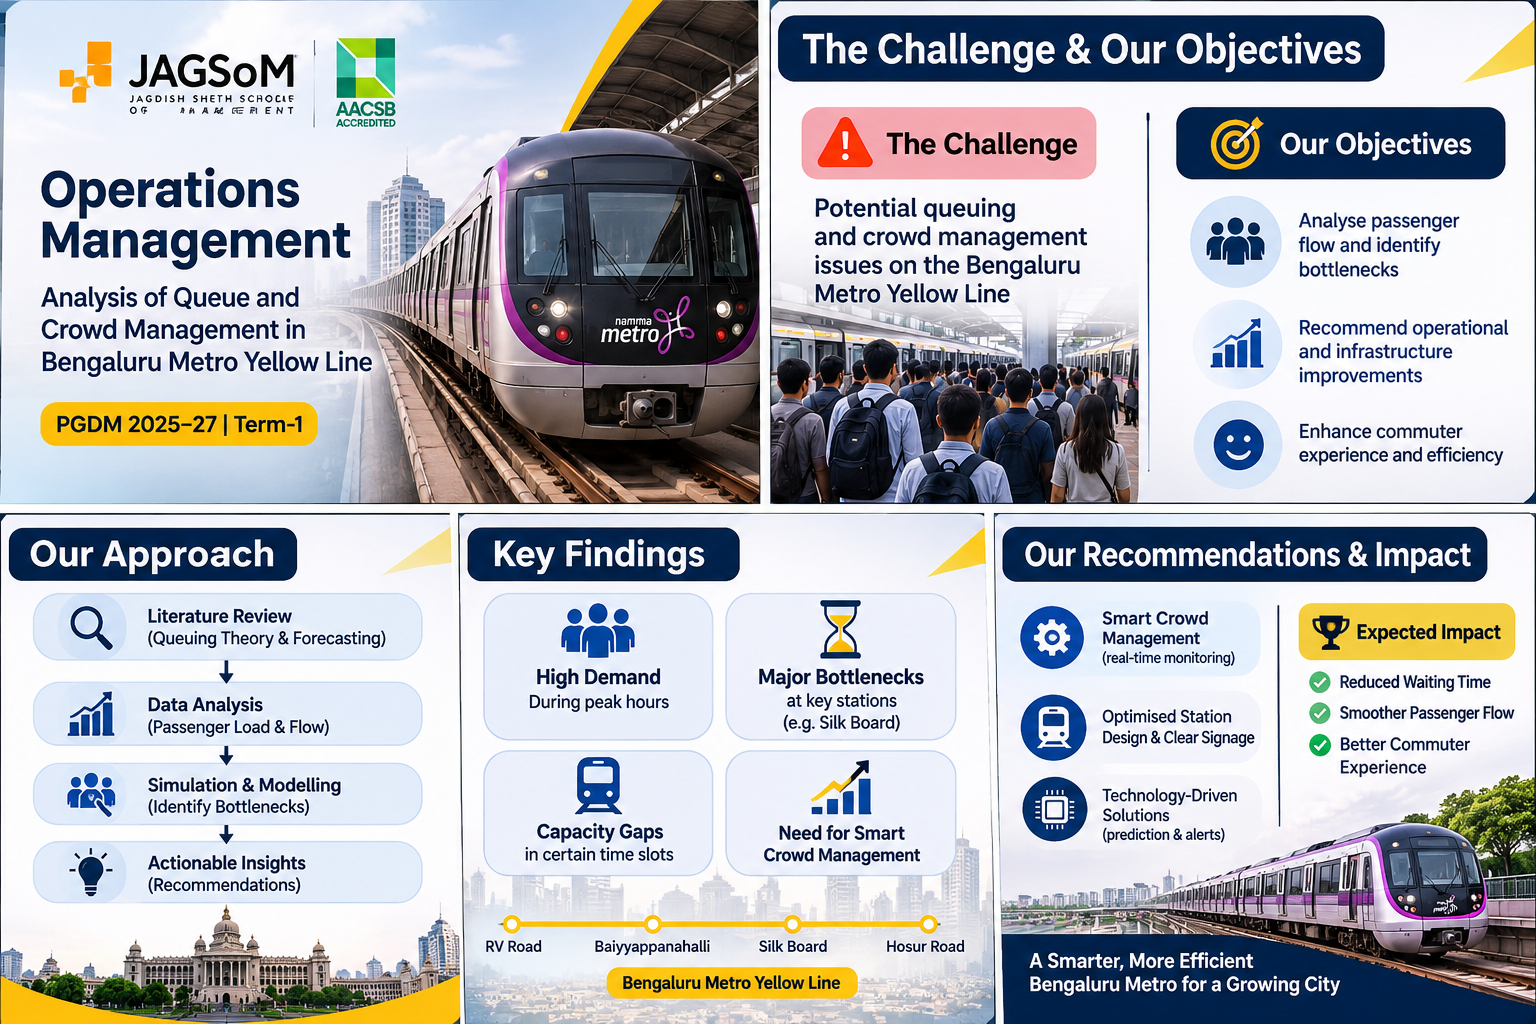 JAGSoM
JAGDISH SHETH SCHOOLE
OF
AACSB
ACCREDITED
Operations
Management
Analysis of Queue and
Crowd Management in
Bengaluru Metro Yellow Line
PGDM 2025–27 | Term-1
namma
metro
The Challenge & Our Objectives
The Challenge
Potential queuing
and crowd management
issues on the Bengaluru
Metro Yellow Line
Our Objectives
Analyse passenger
flow and identify
bottlenecks
Recommend operational
and infrastructure
improvements
Enhance commuter
experience and efficiency
Our Approach
Literature Review
(Queuing Theory & Forecasting)
Data Analysis
(Passenger Load & Flow)
Simulation & Modelling
(Identify Bottlenecks)
Actionable Insights
(Recommendations)
Key Findings
High Demand
During peak hours
Major Bottlenecks
at key stations
(e.g. Silk Board)
Capacity Gaps
in certain time slots
Need for Smart
Crowd Management
RV Road
Baiyyappanahalli
Silk Board
Hosur Road
Bengaluru Metro Yellow Line
Our Recommendations & Impact
Smart Crowd
Management
(real-time monitoring)
Optimised Station
Design & Clear Signage
Technology-Driven
Solutions
(prediction & alerts)
Expected Impact
Reduced Waiting Time
Smoother Passenger Flow
Better Commuter
Experience
A Smarter, More Efficient
Bengaluru Metro for a Growing City